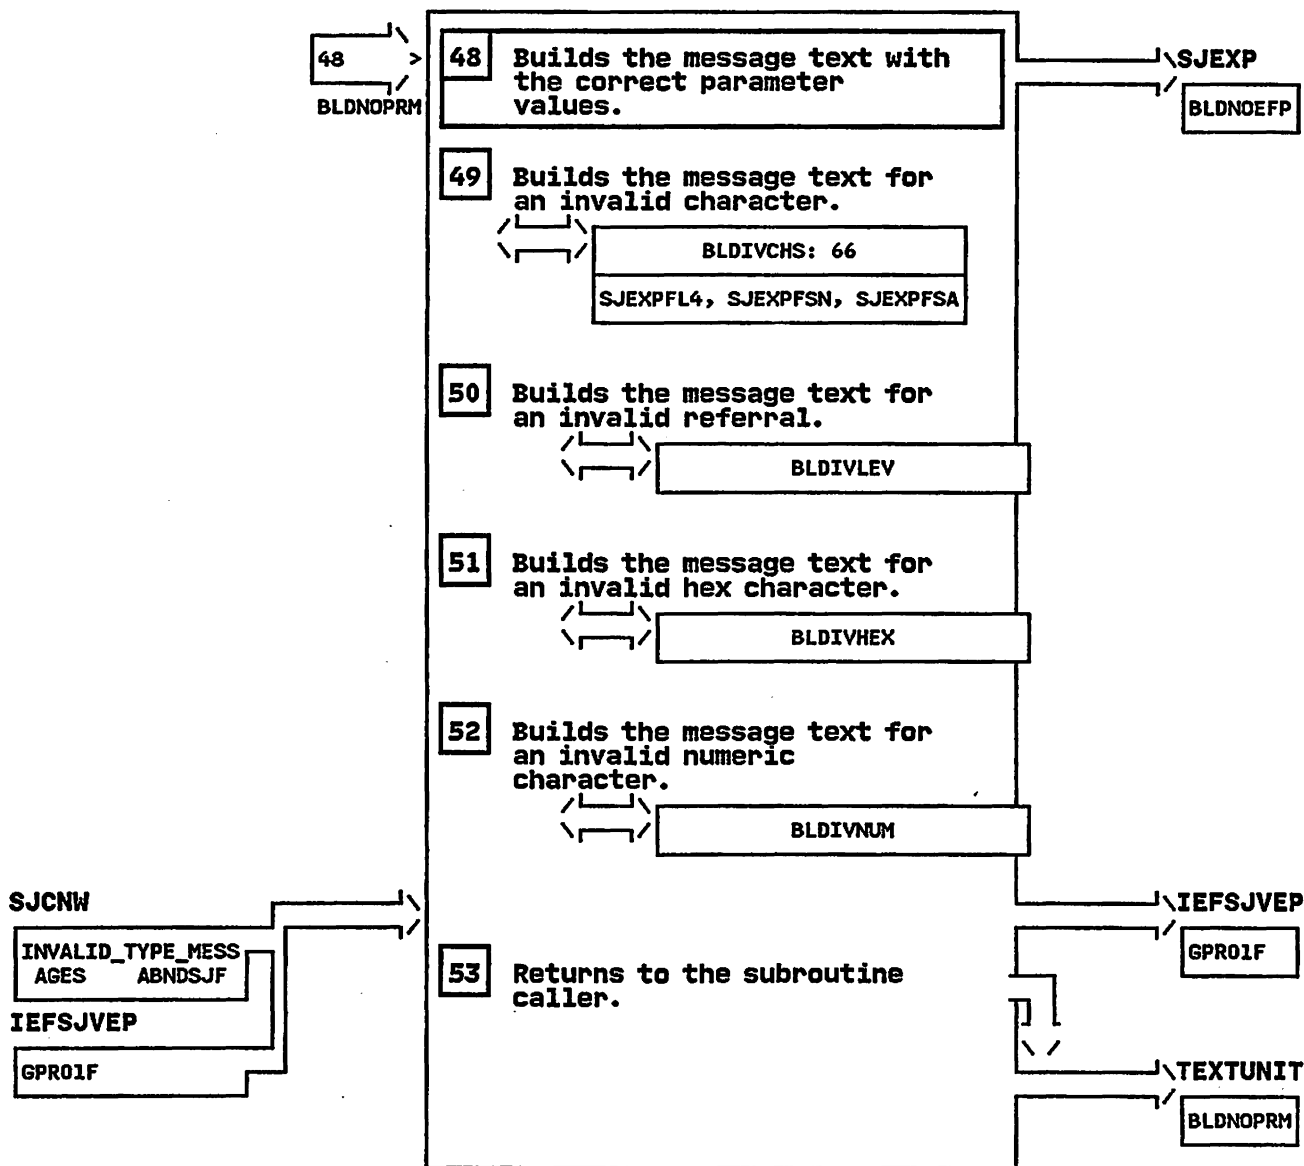 48
BLDNOPRM
48 Builds the message text with
the correct parameter
values.
SJEXP
BLDNOEFP
49 Builds the message text for
an invalid character.
BLDIVCHS: 66
SJEXPFL4, SJEXPFSN, SJEXPFSA
50 Builds the message text for
an invalid referral.
BLDIVLEV
51 Builds the message text for
an invalid hex character.
BLDIVHEX
52 Builds the message text for
an invalid numeric
character.
BLDIVNUM
SJCNW
INVALID_TYPE_MESS
AGES ABNDSJF
IEFSJVEP
GPR01F
IEFSJVEP
GPR01F
53 Returns to the subroutine
caller.
TEXTUNIT
BLDNOPRM